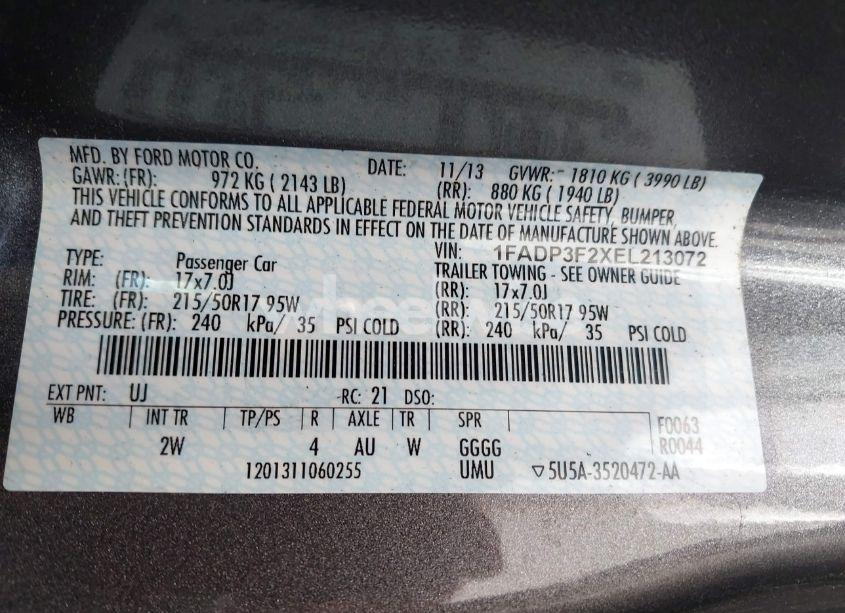 MFD. BY FORD MOTOR CO. DATE: 11/13 GVWR: 1810 KG ( 3990 LB)
GAWR: (FR): 972 KG ( 2143 LB) (RR): 880 KG ( 1940 LB)
THIS VEHICLE CONFORMS TO ALL APPLICABLE FEDERAL MOTOR VEHICLE SAFETY, BUMPER,
AND THEFT PREVENTION STANDARDS IN EFFECT ON THE DATE OF MANUFACTURE SHOWN ABOVE.
VIN: 1FADP3F2XEL213072
TYPE: Passenger Car TRAILER TOWING - SEE OWNER GUIDE
RIM: (FR): 17x7.0J (RR): 17x7.0J
TIRE: (FR): 215/50R17 95W (RR): 215/50R17 95W
PRESSURE: (FR): 240 kPa/ 35 PSI COLD (RR): 240 kPa/ 35 PSI COLD
EXT PNT: UJ RC: 21 DSO:
WB INT TR TP/PS R AXLE TR SPR F0063
2W 4 AU W GGGG R0044
1201311060255 UMU ▽5U5A-3520472-AA